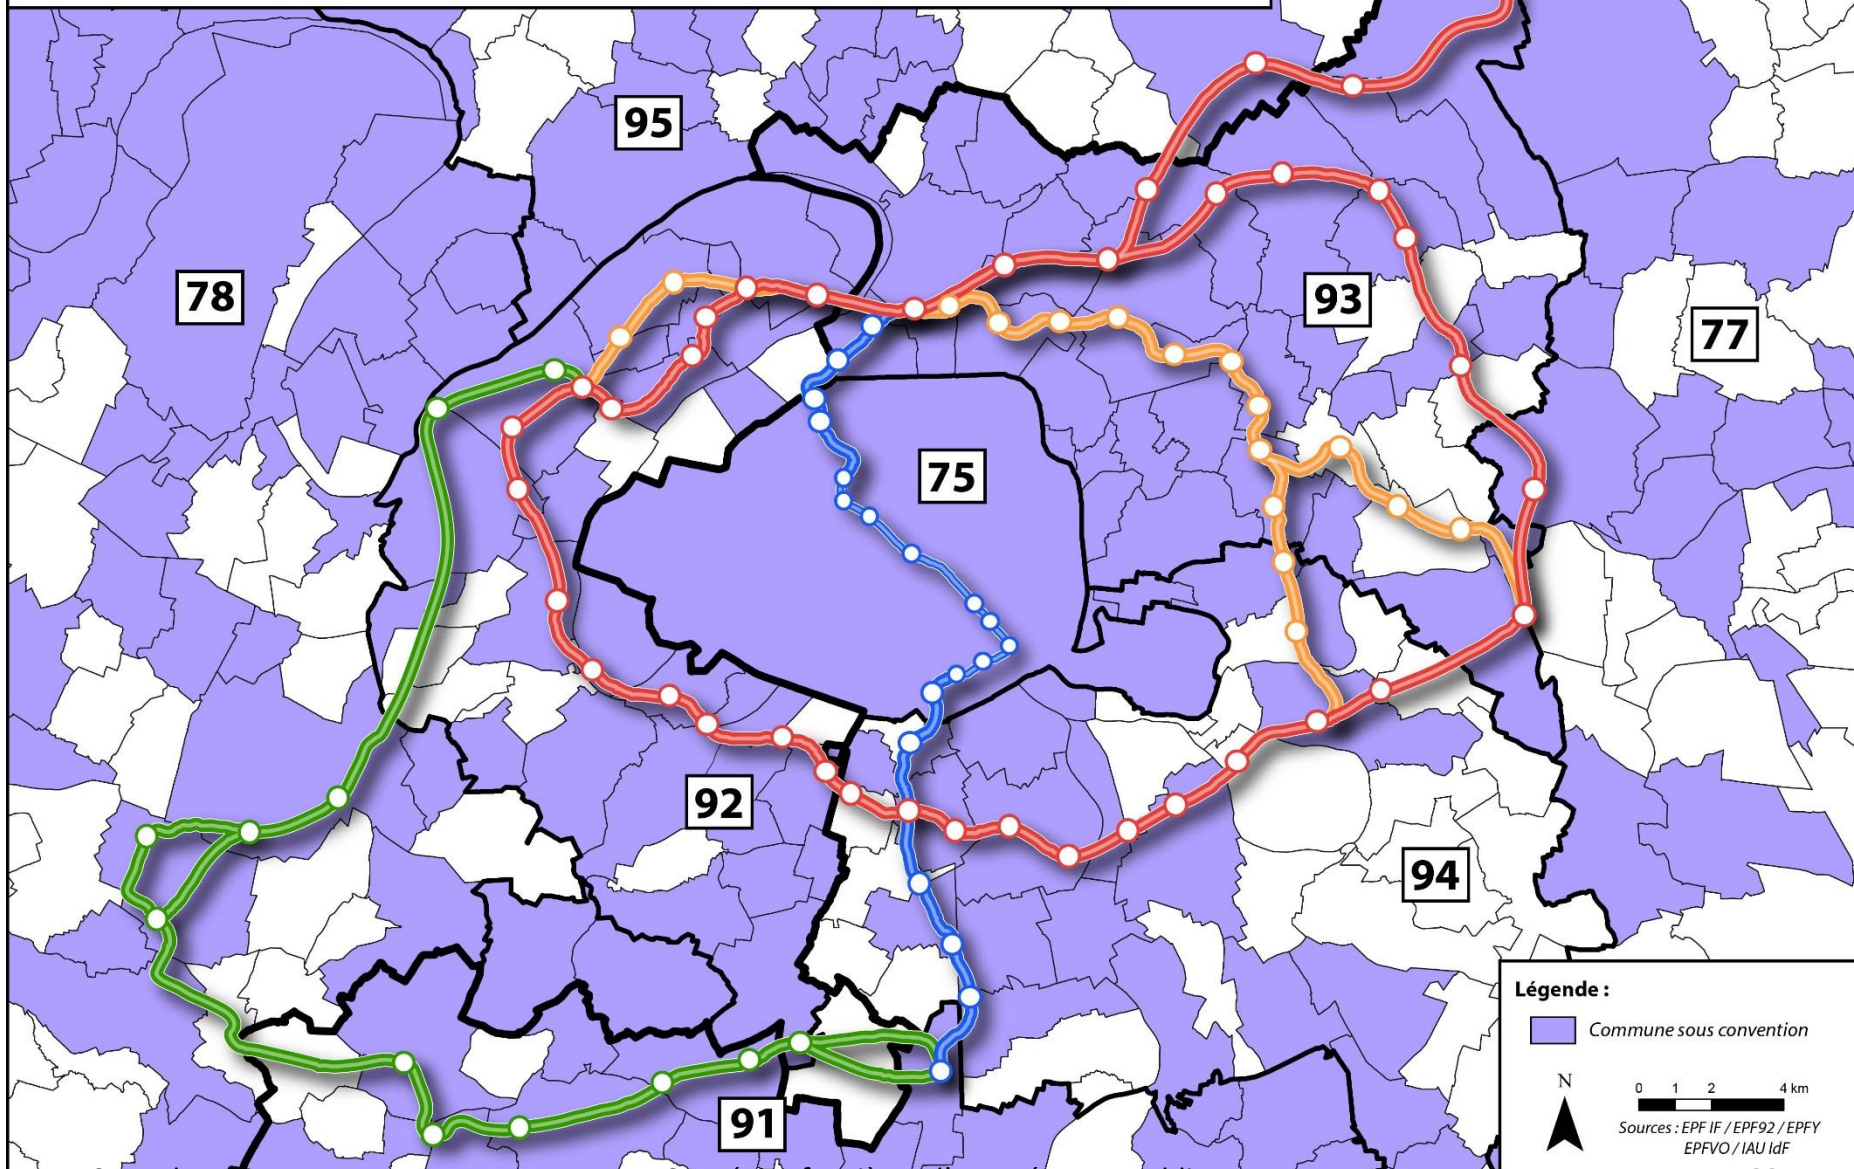 95
78
93
77
75
92
94
91
Légende :
Commune sous convention
N
0 1 2 4 km
Sources : EPF IF / EPF92 / EPFY
EPFVO / IAU IdF